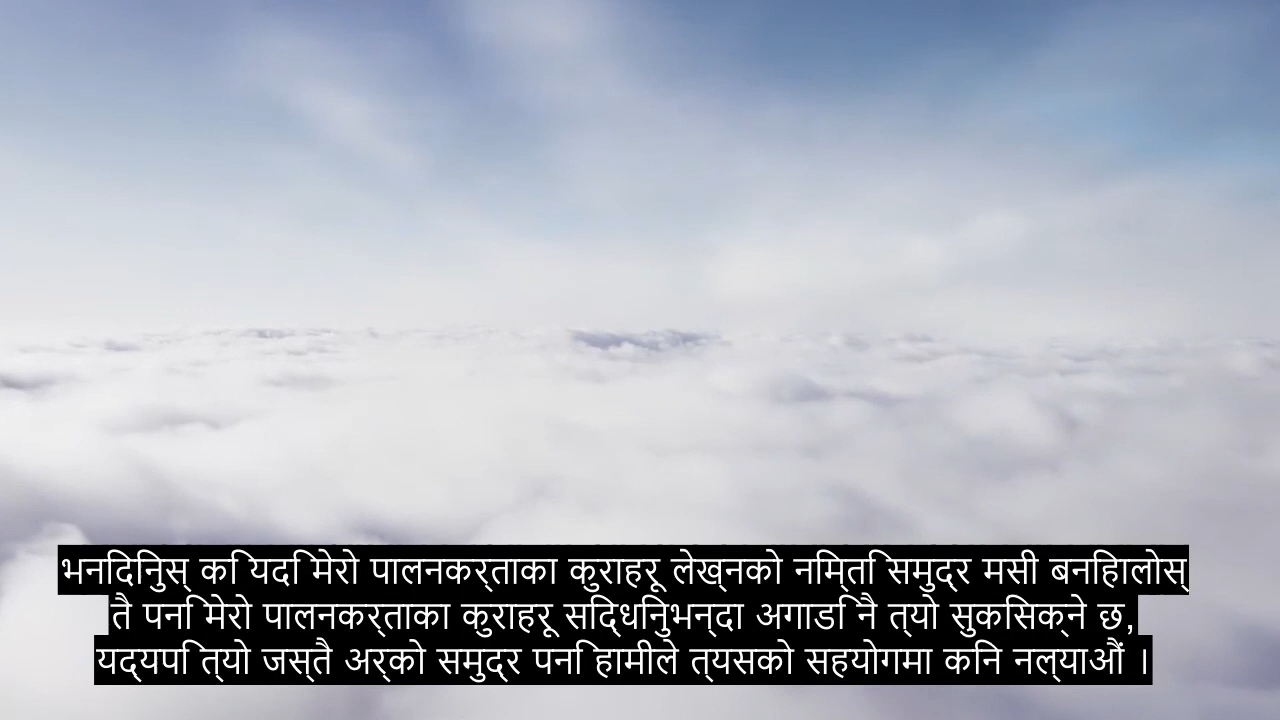 भनिदिनुस् कि यदि मेरो पालनकर्ताका कुराहरू लेख्नको निम्ति समुद्र मसी बनिहालोस्
तै पनि मेरो पालनकर्ताका कुराहरू सिद्धिनुभन्दा अगाडि नै त्यो सुकिसक्ने छ,
यद्यपि त्यो जस्तै अर्को समुद्र पनि हामीले त्यसको सहयोगमा किन नल्याऔं ।